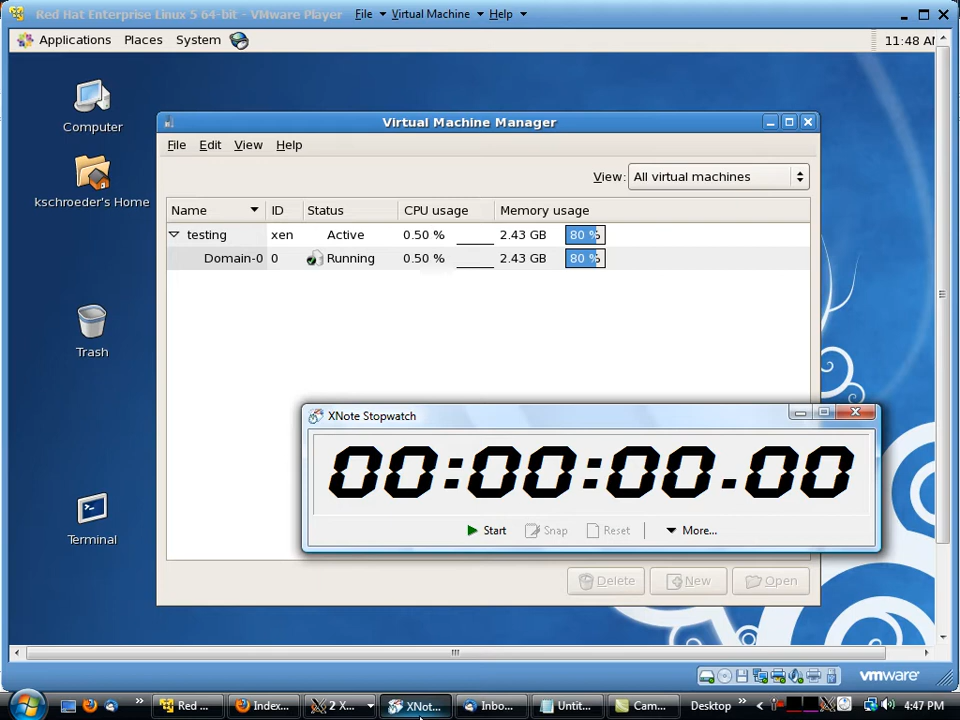 Red Hat Enterprise Linux 5 64-bit - VMware Player File Virtual Machine Help
Applications Places System 11:48 AM
Computer
kschroeder's Home
Trash
Terminal
Virtual Machine Manager
File Edit View Help
View: All virtual machines
Name ID Status CPU usage Memory usage
testing xen Active 0.50 % 2.43 GB 80 %
Domain-0 0 Running 0.50 % 2.43 GB 80 %
Delete New Open
XNote Stopwatch
00:00:00.00
Start Snap Reset More...
vmware
Red ... Index... 2 X... XNot... Inbo... Untit... Cam... Desktop 4:47 PM